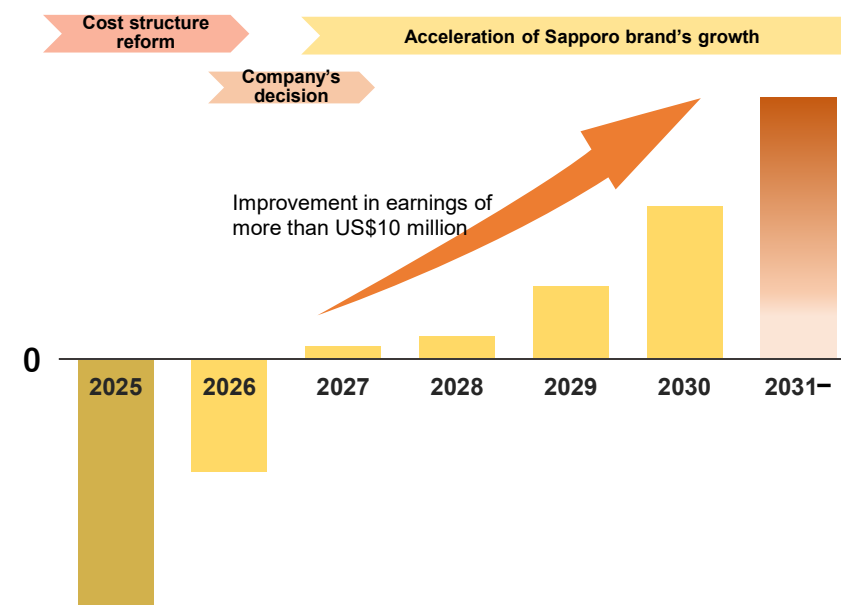 Cost structure
reform
Acceleration of Sapporo brand's growth
Company's
decision
Improvement in earnings of
more than US$10 million
0
2025
2026
2027
2028
2029
2030
2031–